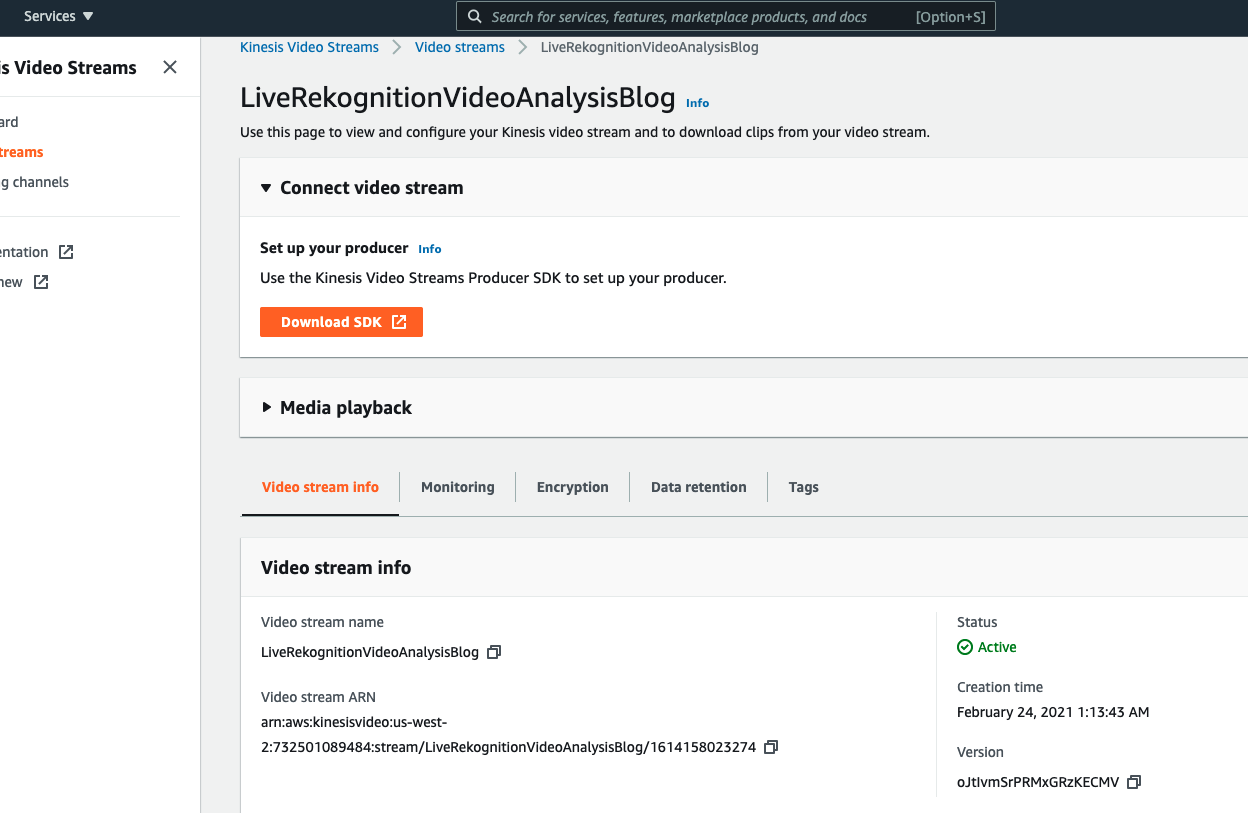 Services
Search for services, features, marketplace products, and docs [Option+S]
is Video Streams
ard
treams
g channels
entation
new
Kinesis Video Streams Video streams LiveRekognitionVideoAnalysisBlog
LiveRekognitionVideoAnalysisBlog Info
Use this page to view and configure your Kinesis video stream and to download clips from your video stream.
Connect video stream
Set up your producer Info
Use the Kinesis Video Streams Producer SDK to set up your producer.
Download SDK
Media playback
Video stream info Monitoring Encryption Data retention Tags
Video stream info
Video stream name
LiveRekognitionVideoAnalysisBlog
Video stream ARN
arn:aws:kinesisvideo:us-west-
2:732501089484:stream/LiveRekognitionVideoAnalysisBlog/1614158023274
Status
Active
Creation time
February 24, 2021 1:13:43 AM
Version
oJtIvmSrPRMxGRzKECMV